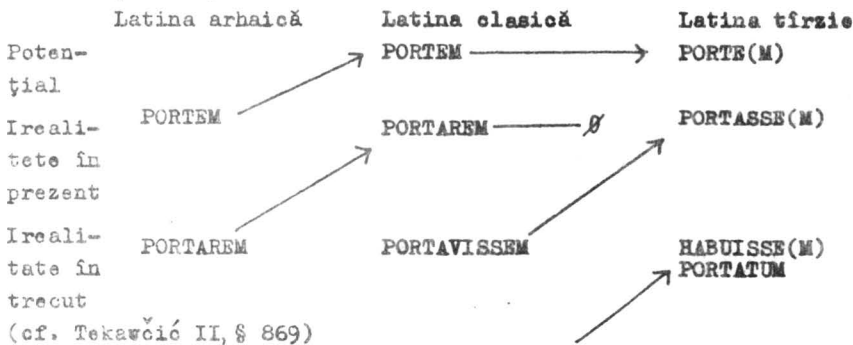 Latina arhaică Latina clasică Latina tîrzie
Poten- PORTEM PORTE(M)
ţial
PORTEM PORTAREM ∅ PORTASSE(M)
Ireali-
tete în
prezent
Ireali-
tate în PORTAREM PORTAVISSEM HABUISSE(M)
trecut PORTATUM
(cf. Tekavčić II, § 869)